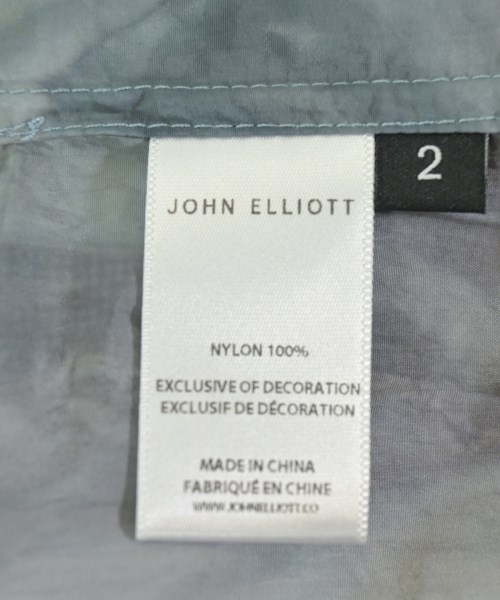 2
JOHN ELLIOTT
NYLON 100%
EXCLUSIVE OF DECORATION
EXCLUSIF DE DÉCORATION
MADE IN CHINA
FABRIQUÉ EN CHINE
WWW.JOHNELLIOTT.CO